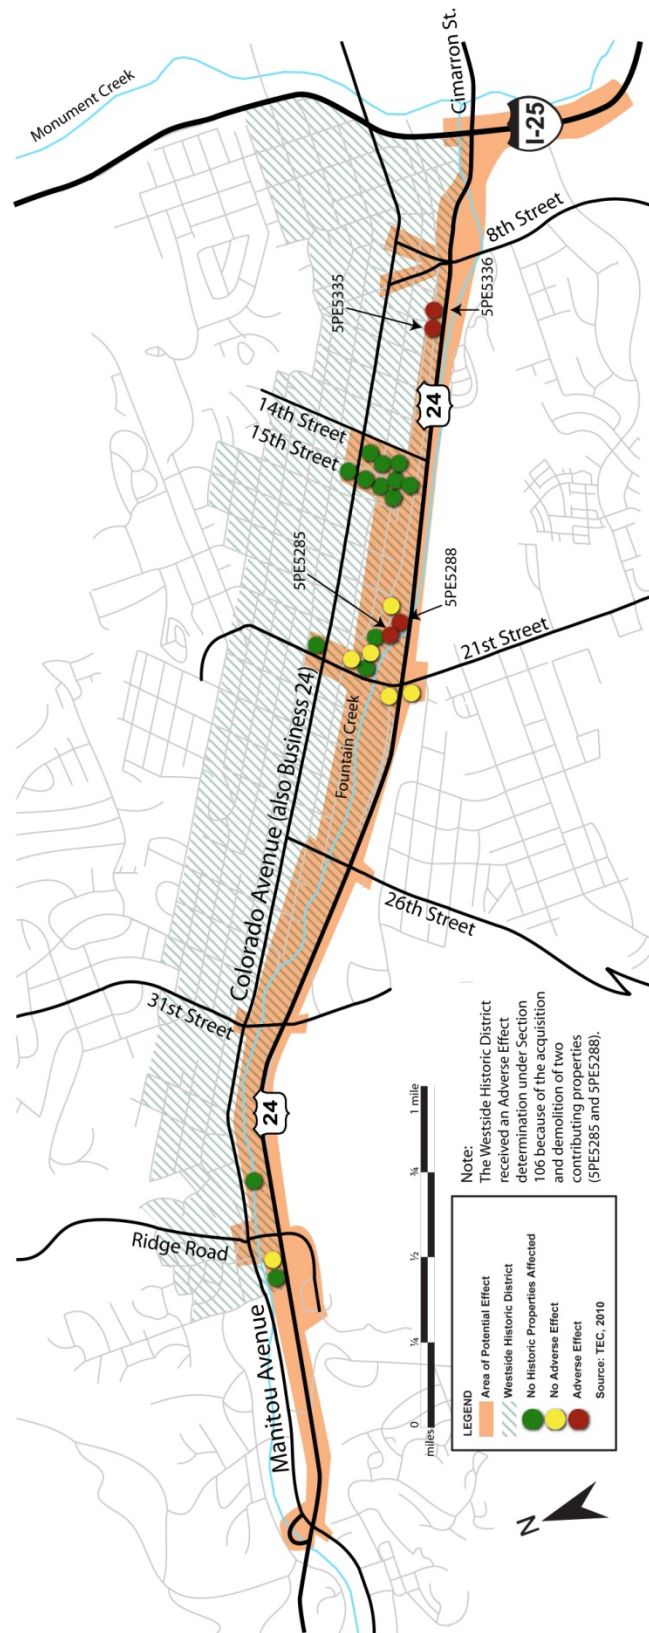 Monument Creek
Cimarron St.
I-25
8th Street
5PE5335
5PE5336
24
14th Street
15th Street
5PE5285
5PE5288
21st Street
Colorado Avenue (also Business 24)
Fountain Creek
26th Street
31st Street
24
Ridge Road
Manitou Avenue
0 ¼ ½ ¾ 1 mile
miles
N
LEGEND
Area of Potential Effect
Westside Historic District
No Historic Properties Affected
No Adverse Effect
Adverse Effect
Source: TEC, 2010
Note:
The Westside Historic District
received an Adverse Effect
determination under Section
106 because of the acquisition
and demolition of two
contributing properties
(5PE5285 and 5PE5288).